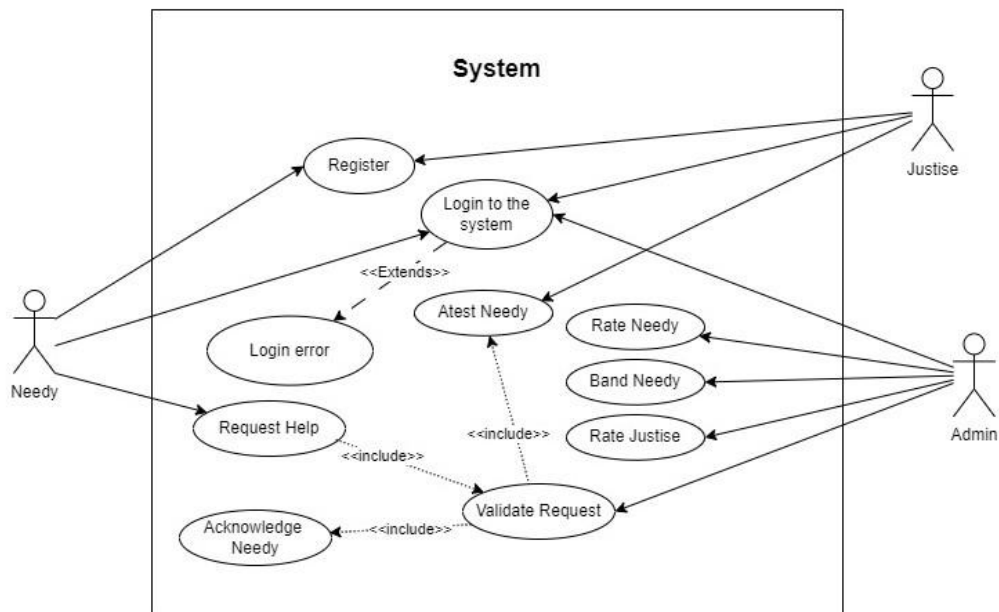 System
Justise
Register
Login to the
system
<<Extends>>
Atest Needy
Rate Needy
Login error
Needy
Band Needy
Request Help
Rate Justise
Admin
<<include>>
<<include>>
Validate Request
Acknowledge
Needy
<<include>>